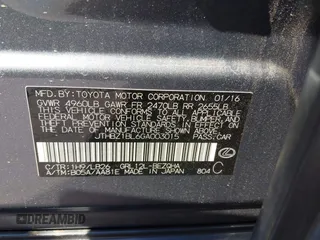 MFD. BY: TOYOTA MOTOR CORPORATION 01/16
GVWR 4960LB GAWR FR 2470LB RR 2655LB
THIS VEHICLE CONFORMS TO ALL APPLICABLE
FEDERAL MOTOR VEHICLE SAFETY, BUMPER, AND
THEFT PREVENTION STANDARDS IN EFFECT ON
THE DATE OF MANUFACTURE SHOWN ABOVE.
JTHBZ1BL6GA003015 PASS.CAR
C/TR: 1H9/LB26 -GRL12L-BEZQHA
A/TM: B05A/AA81E MADE IN JAPAN 804 C
DREAMBID